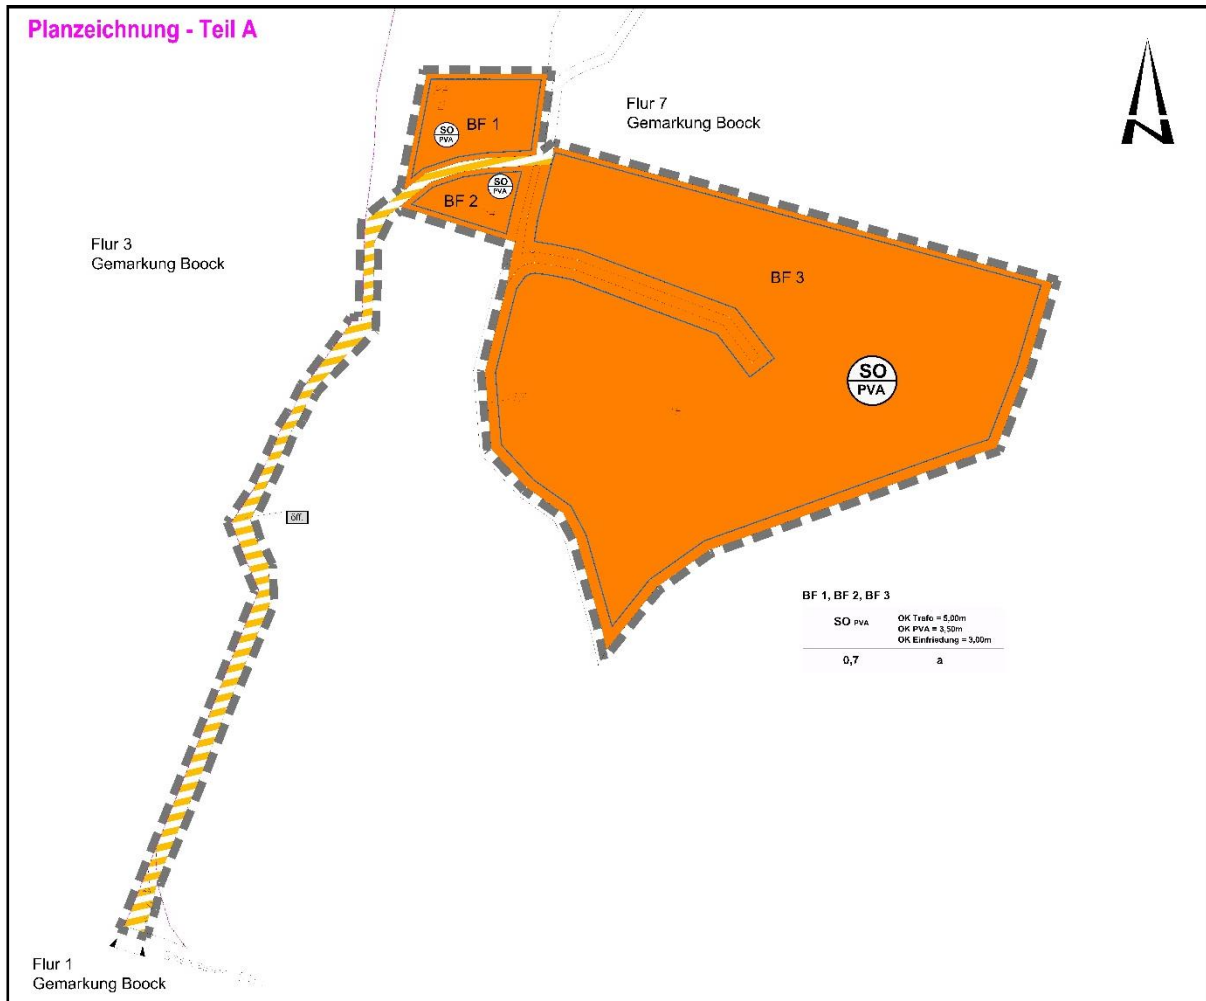 Planzeichnung - Teil A
Flur 7
Gemarkung Boock
BF 1
SO
PVA
SO
PVA
BF 2
Flur 3
Gemarkung Boock
BF 3
SO
PVA
N
öff.
BF 1, BF 2, BF 3
SO PVA
OK Trafo = 5,00m
OK PVA = 3,50m
OK Einfriedung = 3,00m
0,7 a
Flur 1
Gemarkung Boock